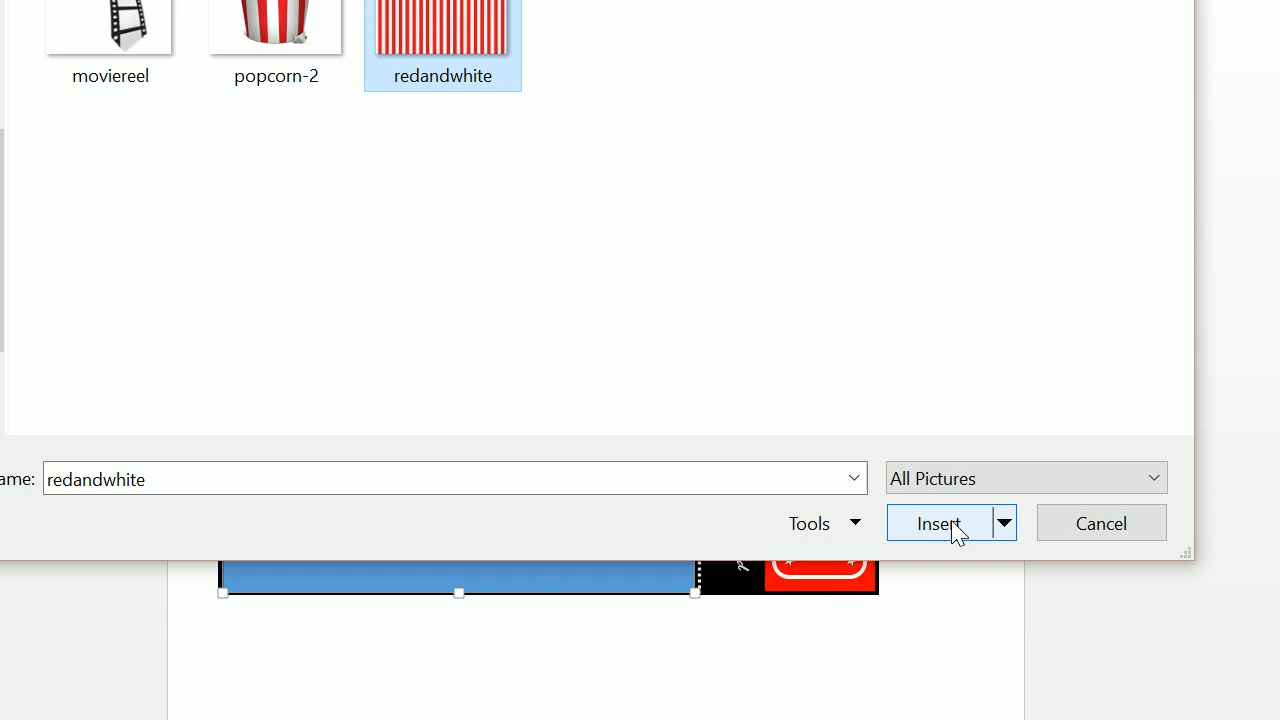 moviereel popcorn-2 redandwhite
ame: redandwhite All Pictures
Tools Insert Cancel